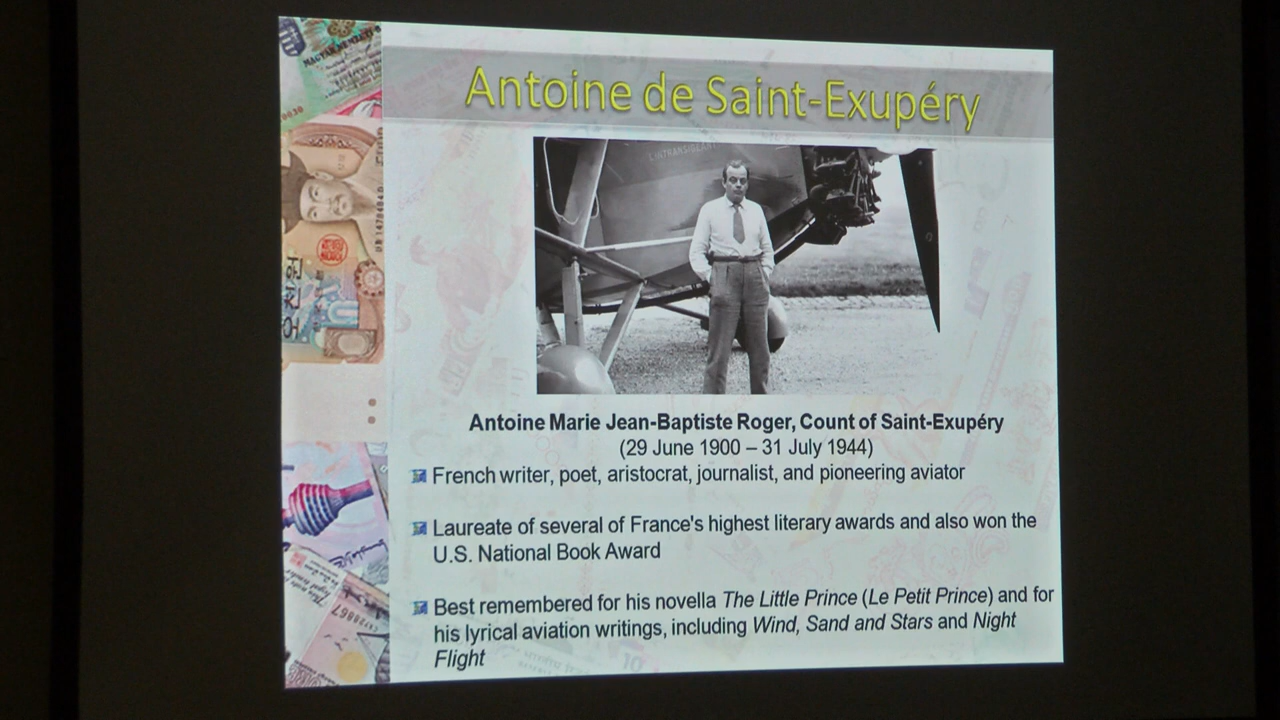 Antoine de Saint-Exupéry
Antoine Marie Jean-Baptiste Roger, Count of Saint-Exupéry
(29 June 1900 – 31 July 1944)
French writer, poet, aristocrat, journalist, and pioneering aviator
Laureate of several of France's highest literary awards and also won the
U.S. National Book Award
Best remembered for his novella The Little Prince (Le Petit Prince) and for
his lyrical aviation writings, including Wind, Sand and Stars and Night
Flight